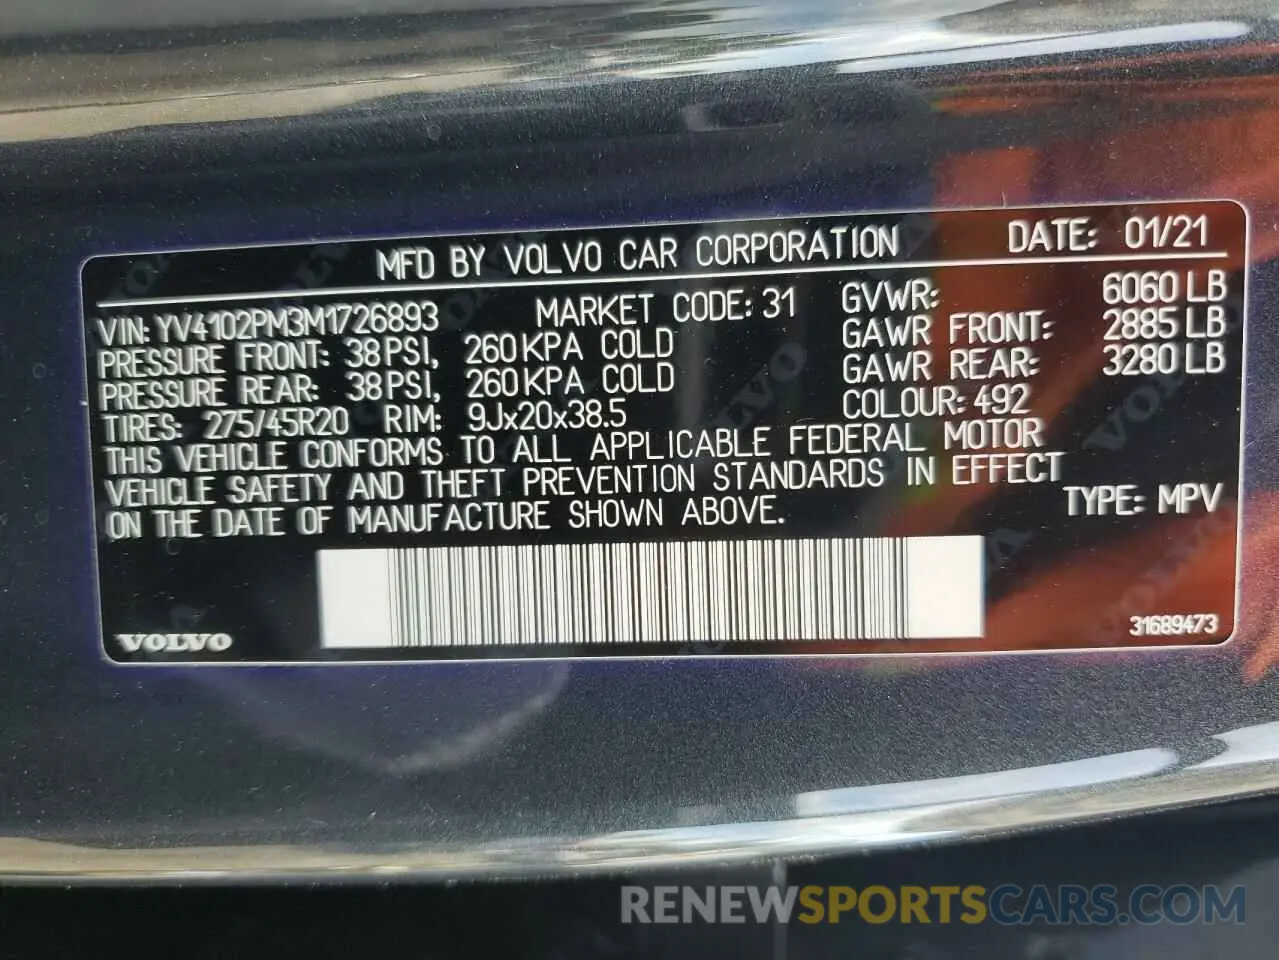 MFD BY VOLVO CAR CORPORATION DATE: 01/21
VIN: YV4102PM3M1726893 MARKET CODE: 31 GVWR: 6060 LB
PRESSURE FRONT: 38 PSI, 260 KPA COLD GAWR FRONT: 2885 LB
PRESSURE REAR: 38 PSI, 260 KPA COLD GAWR REAR: 3280 LB
TIRES: 275/45R20 RIM: 9Jx20x38.5 COLOUR: 492
THIS VEHICLE CONFORMS TO ALL APPLICABLE FEDERAL MOTOR
VEHICLE SAFETY AND THEFT PREVENTION STANDARDS IN EFFECT
ON THE DATE OF MANUFACTURE SHOWN ABOVE. TYPE: MPV
VOLVO 31689473
RENEWSPORTSCARS.COM